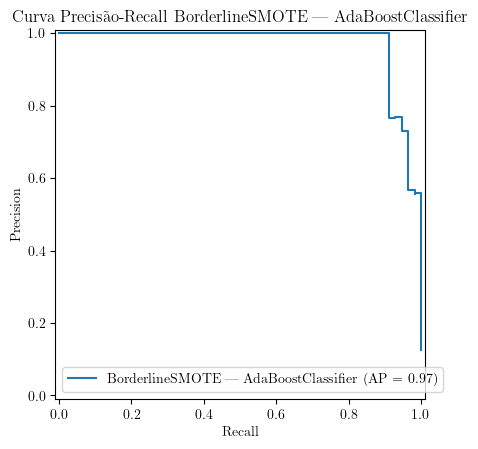 Curva Precisão-Recall BorderlineSMOTE — AdaBoostClassifier
1.0
0.8
0.6
0.4
0.2
0.0
Precision
BorderlineSMOTE — AdaBoostClassifier (AP = 0.97)
0.0 0.2 0.4 0.6 0.8 1.0
Recall